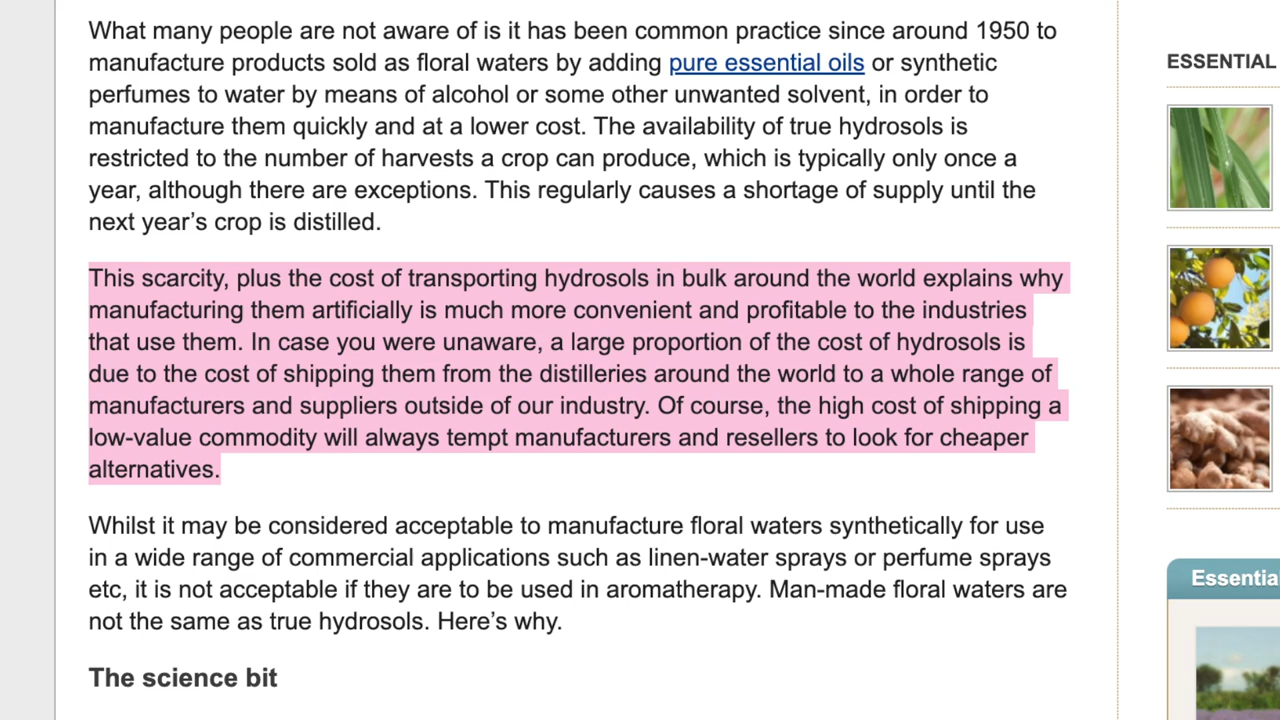 What many people are not aware of is it has been common practice since around 1950 to
manufacture products sold as floral waters by adding pure essential oils or synthetic
perfumes to water by means of alcohol or some other unwanted solvent, in order to
manufacture them quickly and at a lower cost. The availability of true hydrosols is
restricted to the number of harvests a crop can produce, which is typically only once a
year, although there are exceptions. This regularly causes a shortage of supply until the
next year’s crop is distilled.
This scarcity, plus the cost of transporting hydrosols in bulk around the world explains why
manufacturing them artificially is much more convenient and profitable to the industries
that use them. In case you were unaware, a large proportion of the cost of hydrosols is
due to the cost of shipping them from the distilleries around the world to a whole range of
manufacturers and suppliers outside of our industry. Of course, the high cost of shipping a
low-value commodity will always tempt manufacturers and resellers to look for cheaper
alternatives.
Whilst it may be considered acceptable to manufacture floral waters synthetically for use
in a wide range of commercial applications such as linen-water sprays or perfume sprays
etc, it is not acceptable if they are to be used in aromatherapy. Man-made floral waters are
not the same as true hydrosols. Here’s why.
The science bit
ESSENTIAL
Essentia